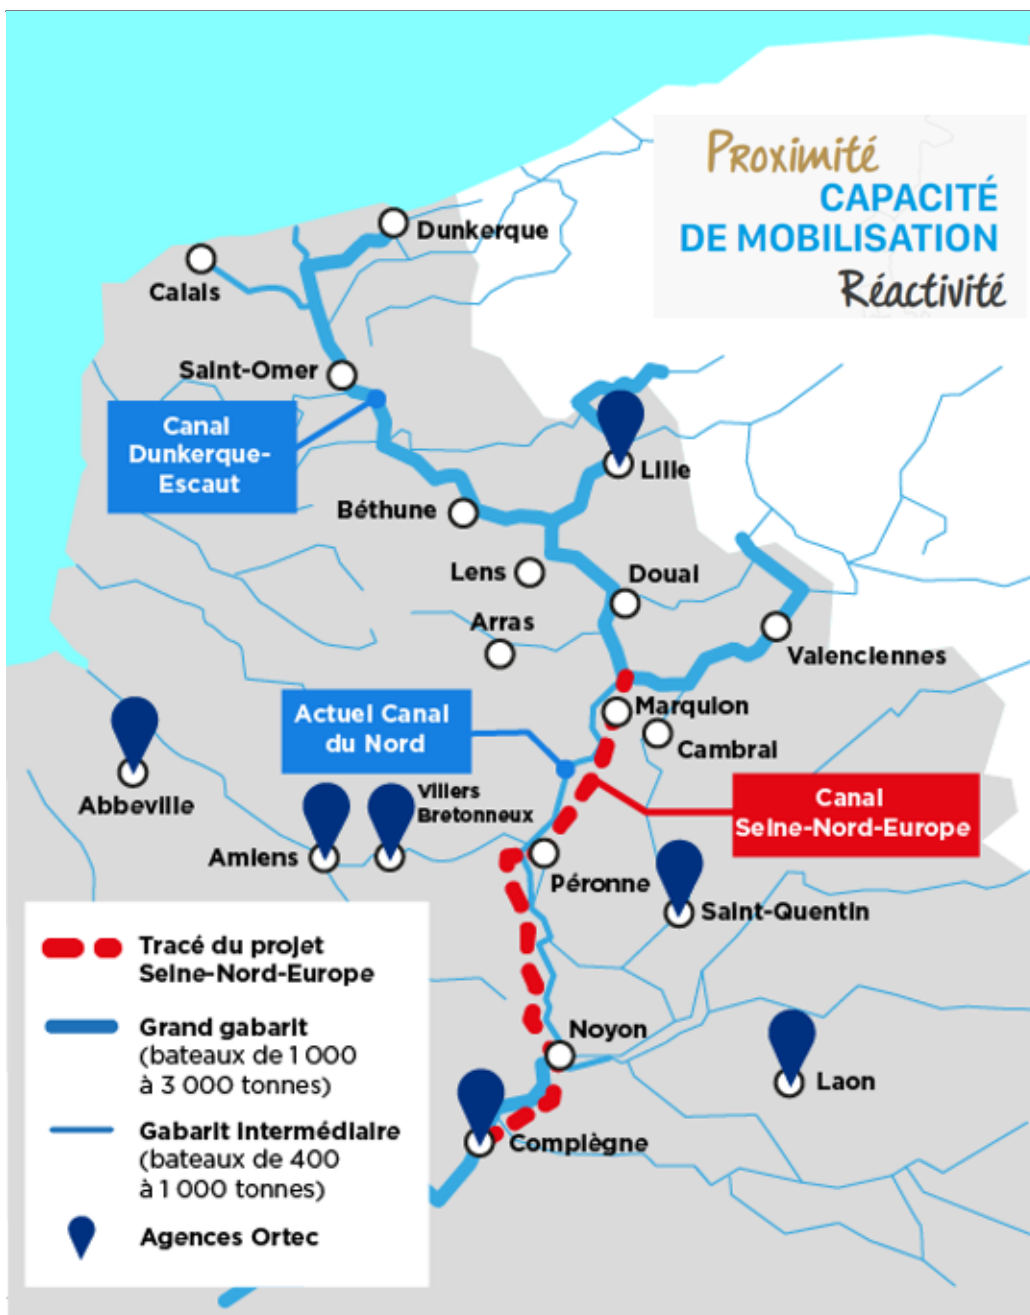 Proximité
CAPACITÉ
DE MOBILISATION
Réactivité
Dunkerque
Calais
Saint-Omer
Canal
Dunkerque-
Escaut
Lille
Béthune
Lens
Douai
Arras
Valenciennes
Marquion
Actuel Canal
du Nord
Cambrai
Abbeville
Villers
Bretonneux
Canal
Seine-Nord-Europe
Amiens
Péronne
Saint-Quentin
Tracé du projet
Seine-Nord-Europe
Grand gabarit
(bateaux de 1 000
à 3 000 tonnes)
Noyon
Laon
Gabarit intermédiaire
(bateaux de 400
à 1 000 tonnes)
Compiègne
Agences Ortec